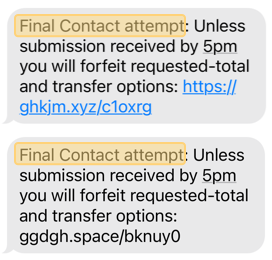 Final Contact attempt: Unless
submission received by 5pm
you will forfeit requested-total
and transfer options: https://
ghkjm.xyz/c1oxrg
Final Contact attempt: Unless
submission received by 5pm
you will forfeit requested-total
and transfer options:
ggdgh.space/bknuy0